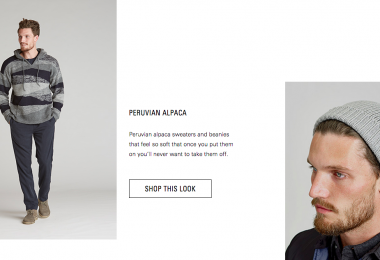 PERUVIAN ALPACA
Peruvian alpaca sweaters and beanies
that feel so soft that once you put them
on you'll never want to take them off.
SHOP THIS LOOK